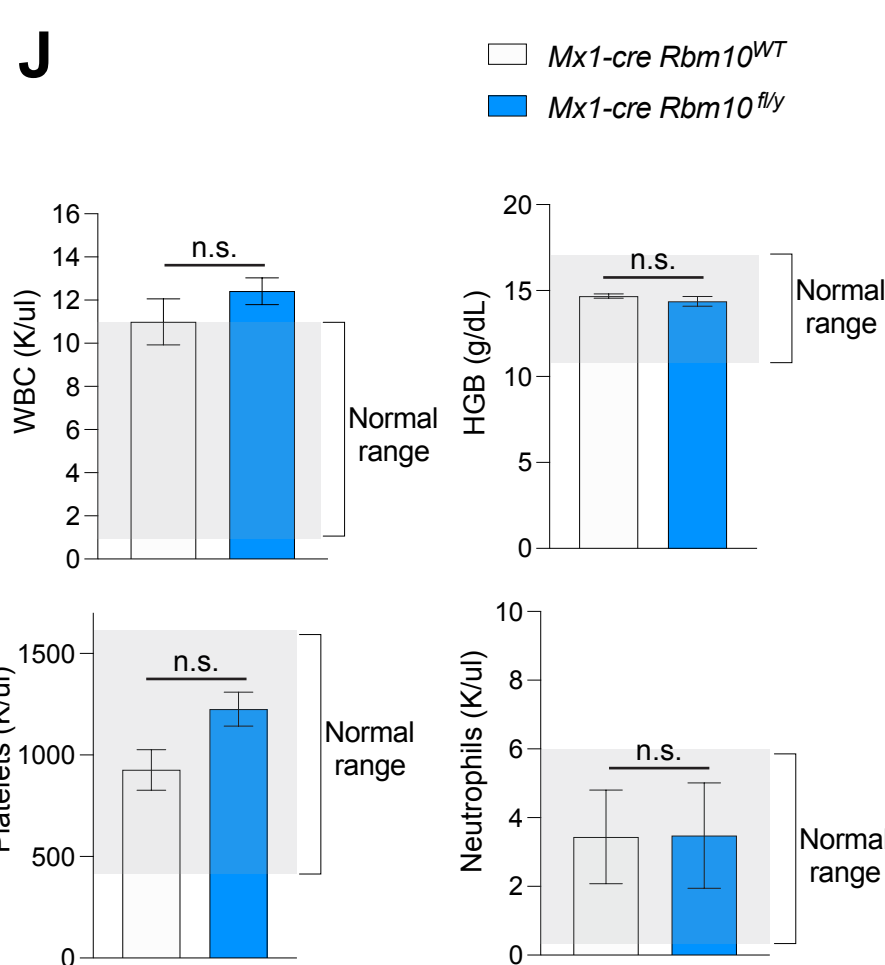 J
Mx1-cre Rbm10^WT
Mx1-cre Rbm10^fl/y
WBC (K/ul)
16
14
12
10
8
6
4
2
0
n.s.
Normal
range
HGB (g/dL)
20
15
10
5
0
n.s.
Normal
range
Platelets (K/ul)
1500
1000
500
0
n.s.
Normal
range
Neutrophils (K/ul)
10
8
6
4
2
0
n.s.
Normal
range